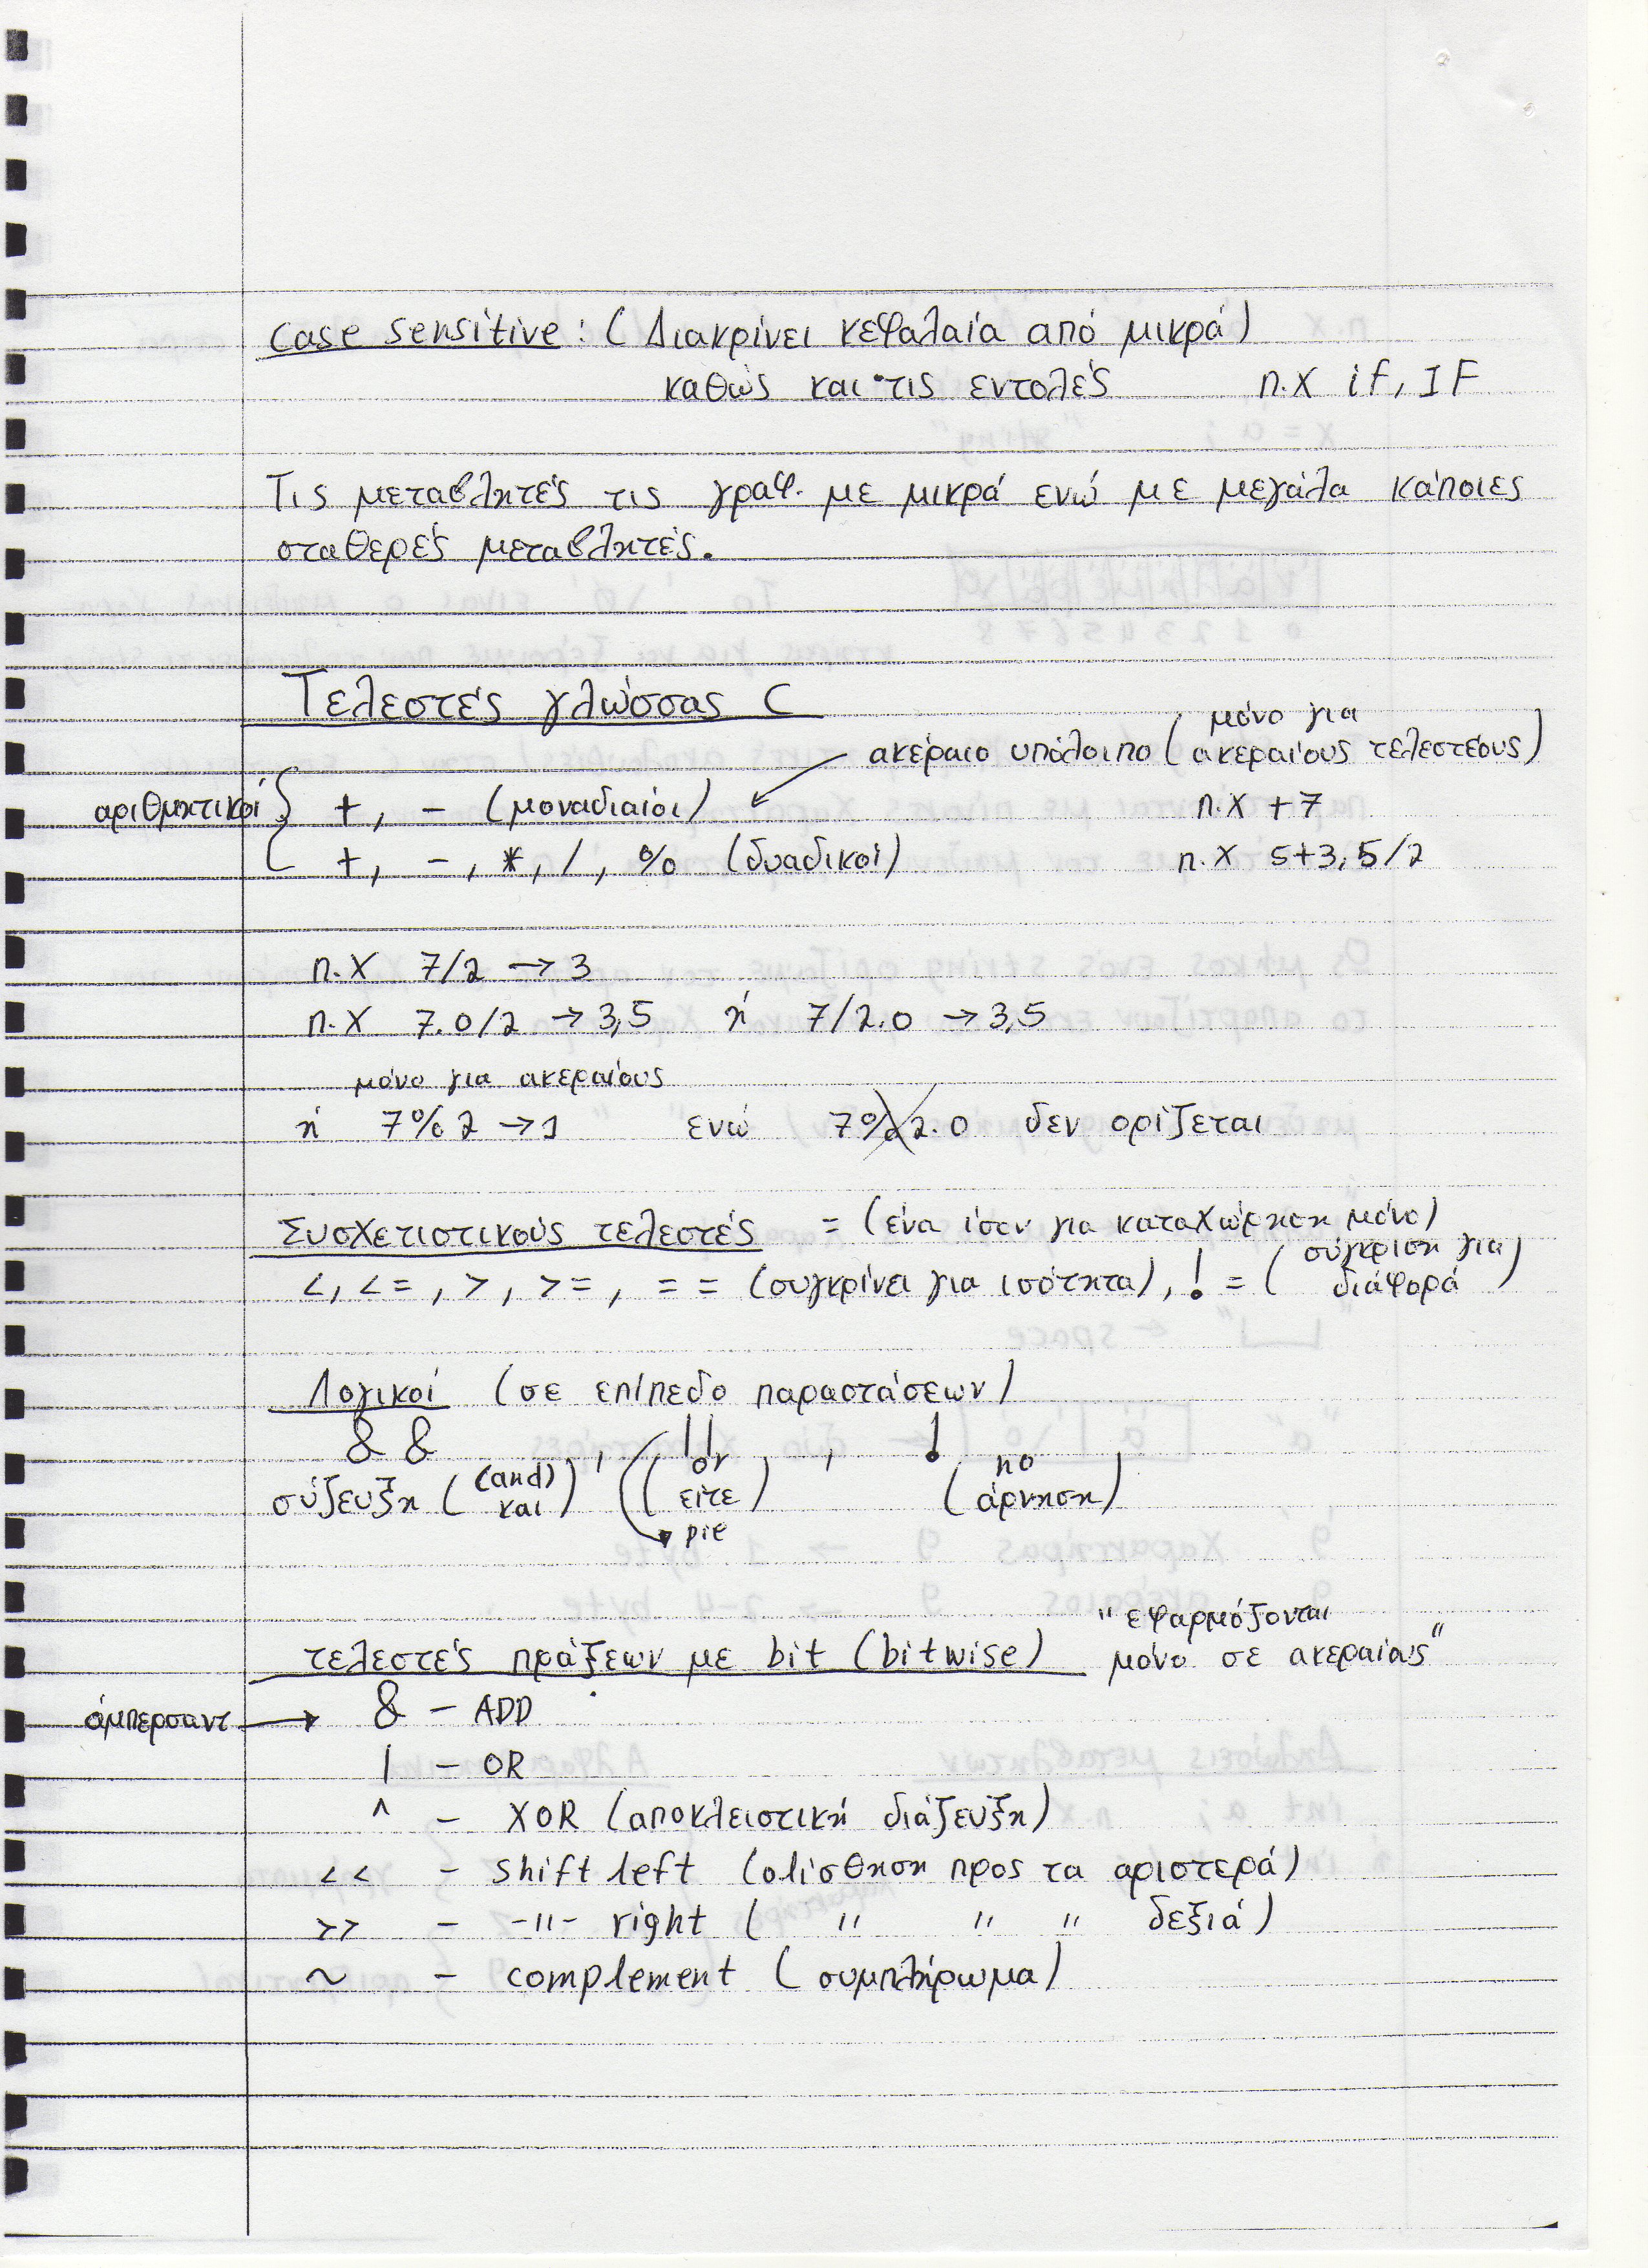 case sensitive : (Διακρίνει κεφαλαία από μικρά)
καθώς και τις εντολές π.χ if, IF
Τις μεταβλητές τις γραφ. με μικρά ενώ με μεγάλα κάποιες
σταθερές μεταβλητές.
Τελεστές γλώσσας C
μόνο για
ακέραιο υπόλοιπο ( ακεραίους τελεστέους)
αριθμητικοί { +, - (μοναδιαίοι) π.χ +7
+, -, *, /, % (δυαδικοί) π.χ 5+3, 5/2
π.χ 7/2 → 3
π.χ 7.0/2 → 3,5 ή 7/2.0 → 3,5
μόνο για ακεραίους
ή 7%2 → 1 ενώ 7%2.0 δεν ορίζεται
Συσχετιστικούς τελεστές = (ένα ίσον για καταχώρηση μόνο)
<, <=, >, >=, == (συγκρίνει για ισότητα), != ( σύγκριση για
διάφορά )
Λογικοί (σε επίπεδο παραστάσεων)
&& , || , !
σύζευξη ( (and) και ) ( or είτε ) ( no άρνηση )
pie
"εφαρμόζονται
τελεστές πράξεων με bit (bitwise) μόνο σε ακεραίους"
άμπερσαντ → & - ADD
| - OR
^ - XOR (αποκλειστική διάζευξη)
<< - shift left (ολίσθηση προς τα αριστερά)
>> - -"- right ( " " " δεξιά)
~ - complement (συμπλήρωμα)